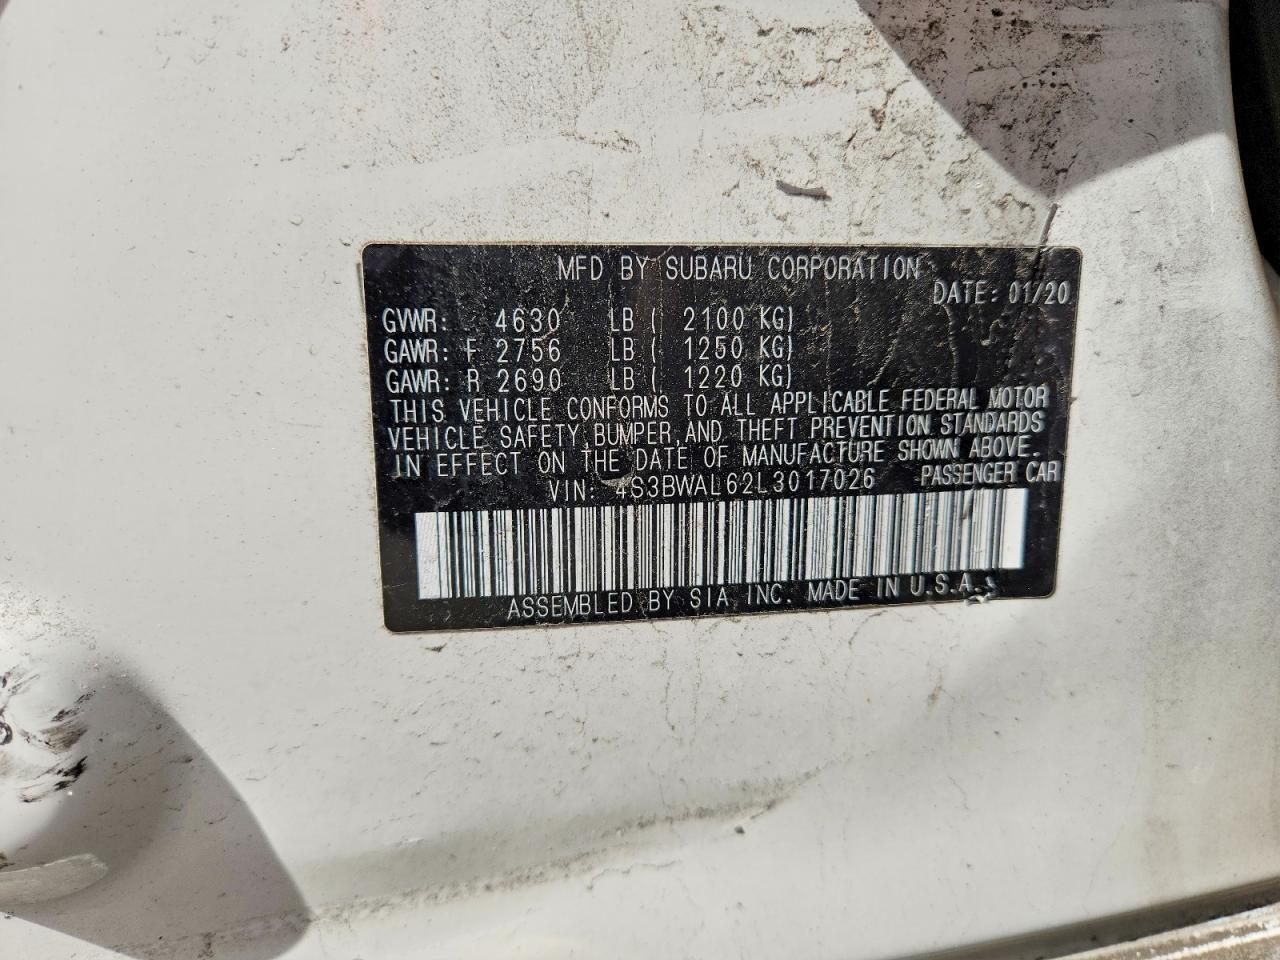 MFD BY SUBARU CORPORATION
DATE: 01/20
GVWR: 4630 LB ( 2100 KG)
GAWR: F 2756 LB ( 1250 KG)
GAWR: R 2690 LB ( 1220 KG)
THIS VEHICLE CONFORMS TO ALL APPLICABLE FEDERAL MOTOR
VEHICLE SAFETY, BUMPER, AND THEFT PREVENTION STANDARDS
IN EFFECT ON THE DATE OF MANUFACTURE SHOWN ABOVE.
VIN: 4S3BWAL62L3017026 PASSENGER CAR
ASSEMBLED BY SIA, INC. MADE IN U.S.A.